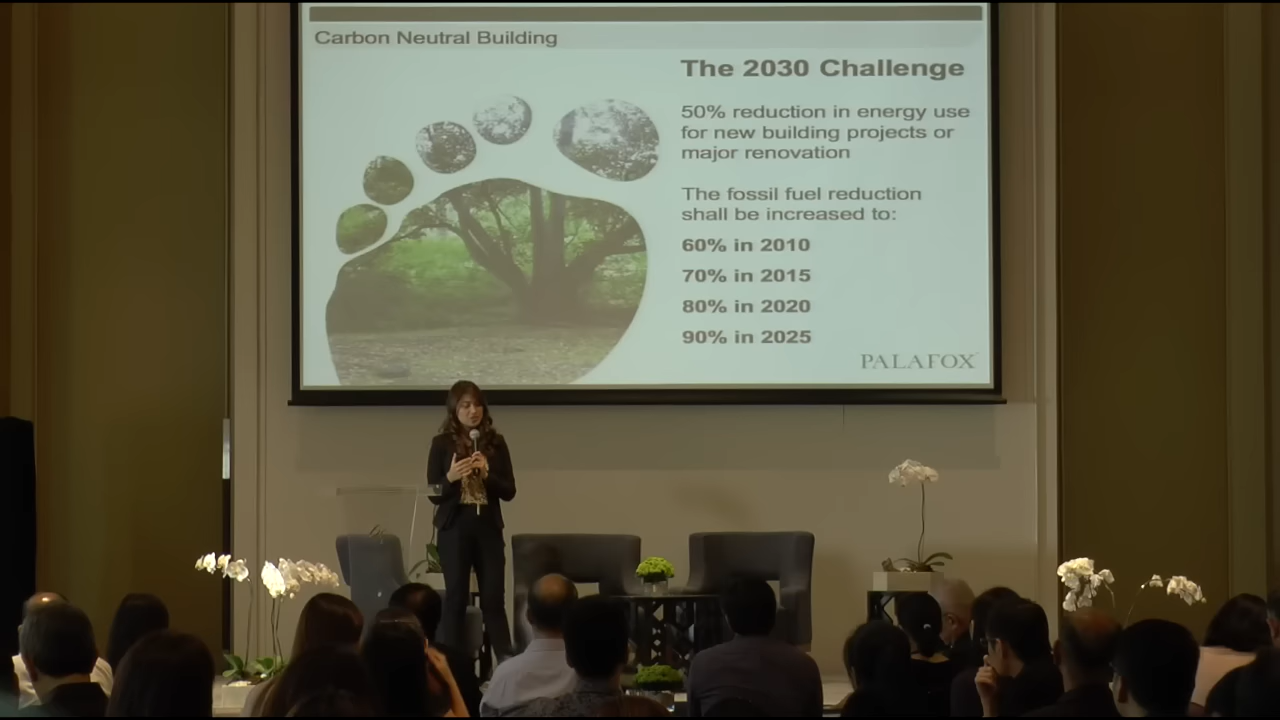 Carbon Neutral Building
The 2030 Challenge
50% reduction in energy use
for new building projects or
major renovation
The fossil fuel reduction
shall be increased to:
60% in 2010
70% in 2015
80% in 2020
90% in 2025
PALAFOX